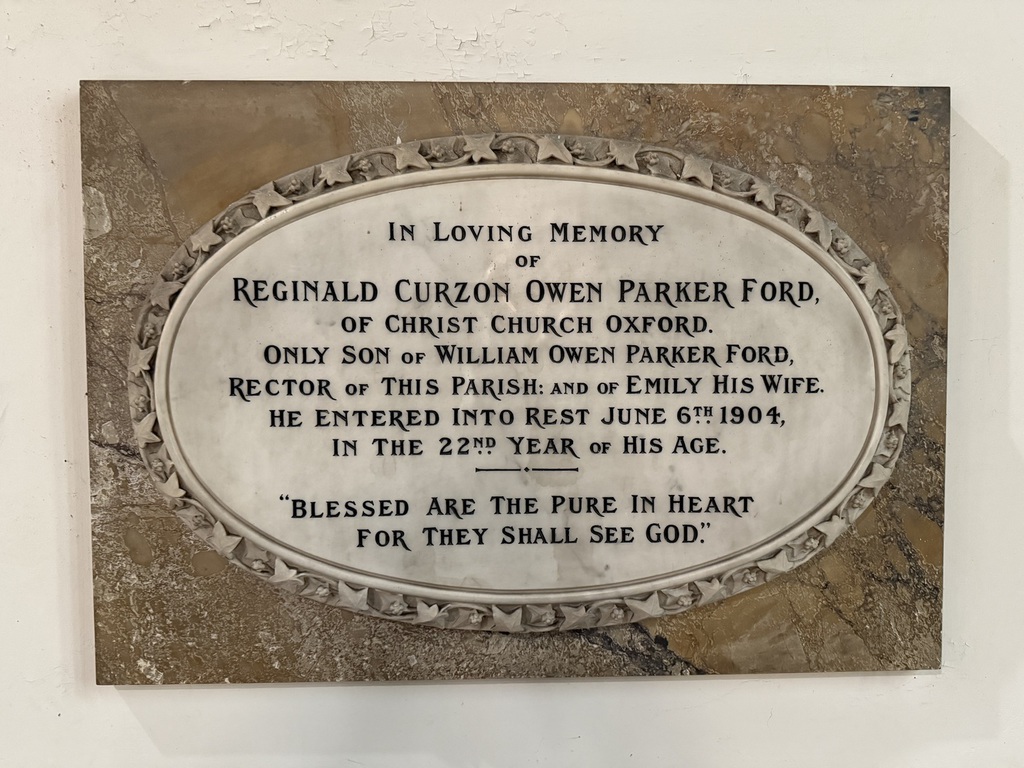 IN LOVING MEMORY
OF
REGINALD CURZON OWEN PARKER FORD,
OF CHRIST CHURCH OXFORD.
ONLY SON OF WILLIAM OWEN PARKER FORD,
RECTOR OF THIS PARISH: AND OF EMILY HIS WIFE.
HE ENTERED INTO REST JUNE 6TH 1904,
IN THE 22ND YEAR OF HIS AGE.
"BLESSED ARE THE PURE IN HEART
FOR THEY SHALL SEE GOD."